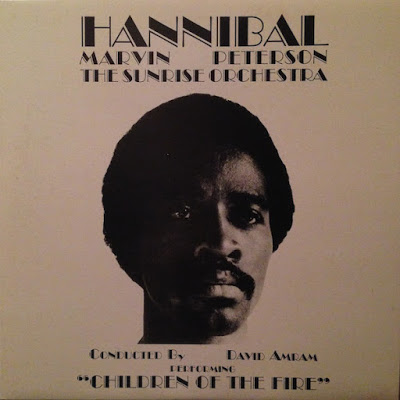 HANNIBAL
MARVIN PETERSON
THE SUNRISE ORCHESTRA
CONDUCTED BY DAVID AMRAM
PERFORMING
“CHILDREN OF THE FIRE”